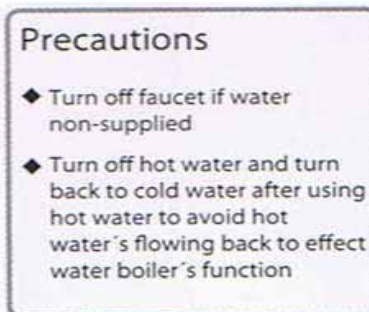 Precautions
◆ Turn off faucet if water
non-supplied
◆ Turn off hot water and turn
back to cold water after using
hot water to avoid hot
water´s flowing back to effect
water boiler´s function